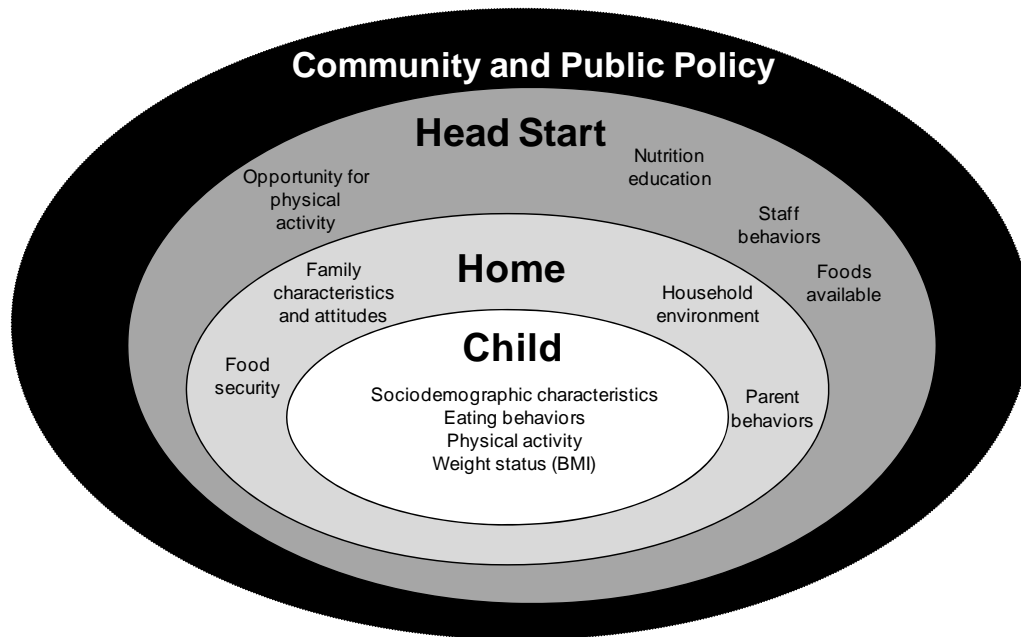 Community and Public Policy
Head Start
Opportunity for
physical
activity
Nutrition
education
Staff
behaviors
Foods
available
Home
Family
characteristics
and attitudes
Household
environment
Food
security
Parent
behaviors
Child
Sociodemographic characteristics
Eating behaviors
Physical activity
Weight status (BMI)